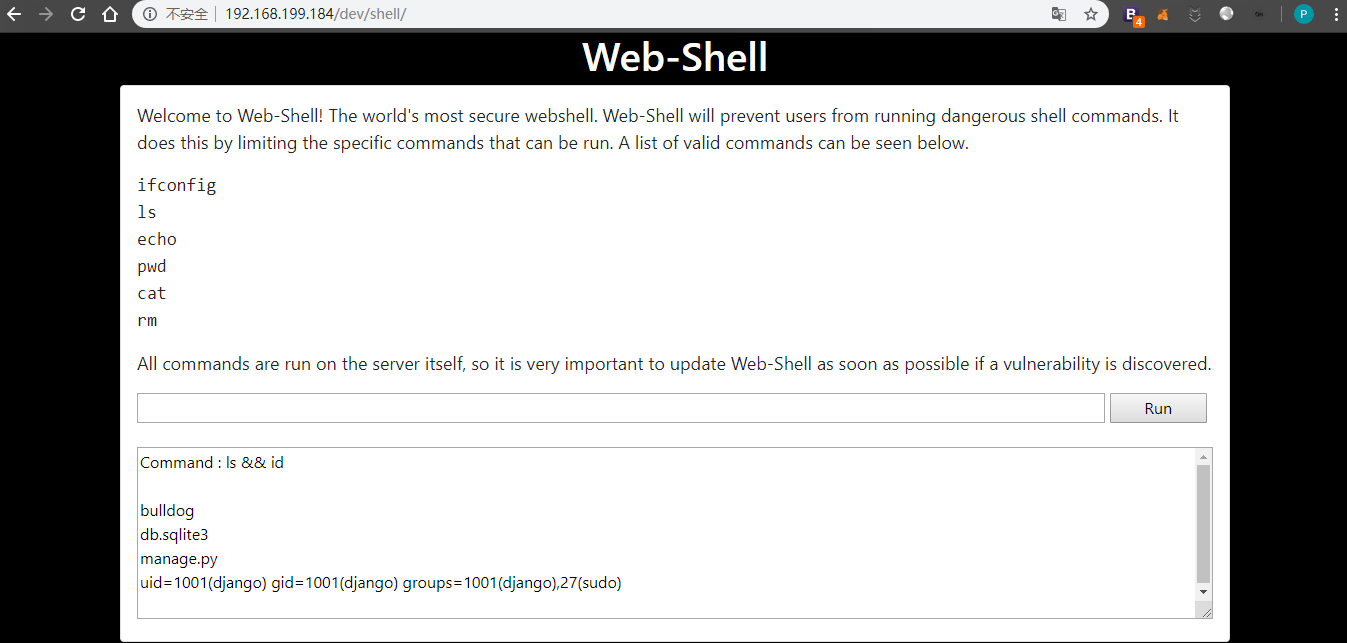 不安全 192.168.199.184/dev/shell/
B 4 P
Web-Shell
Welcome to Web-Shell! The world's most secure webshell. Web-Shell will prevent users from running dangerous shell commands. It
does this by limiting the specific commands that can be run. A list of valid commands can be seen below.
ifconfig
ls
echo
pwd
cat
rm
All commands are run on the server itself, so it is very important to update Web-Shell as soon as possible if a vulnerability is discovered.
Run
Command : ls && id
bulldog
db.sqlite3
manage.py
uid=1001(django) gid=1001(django) groups=1001(django),27(sudo)